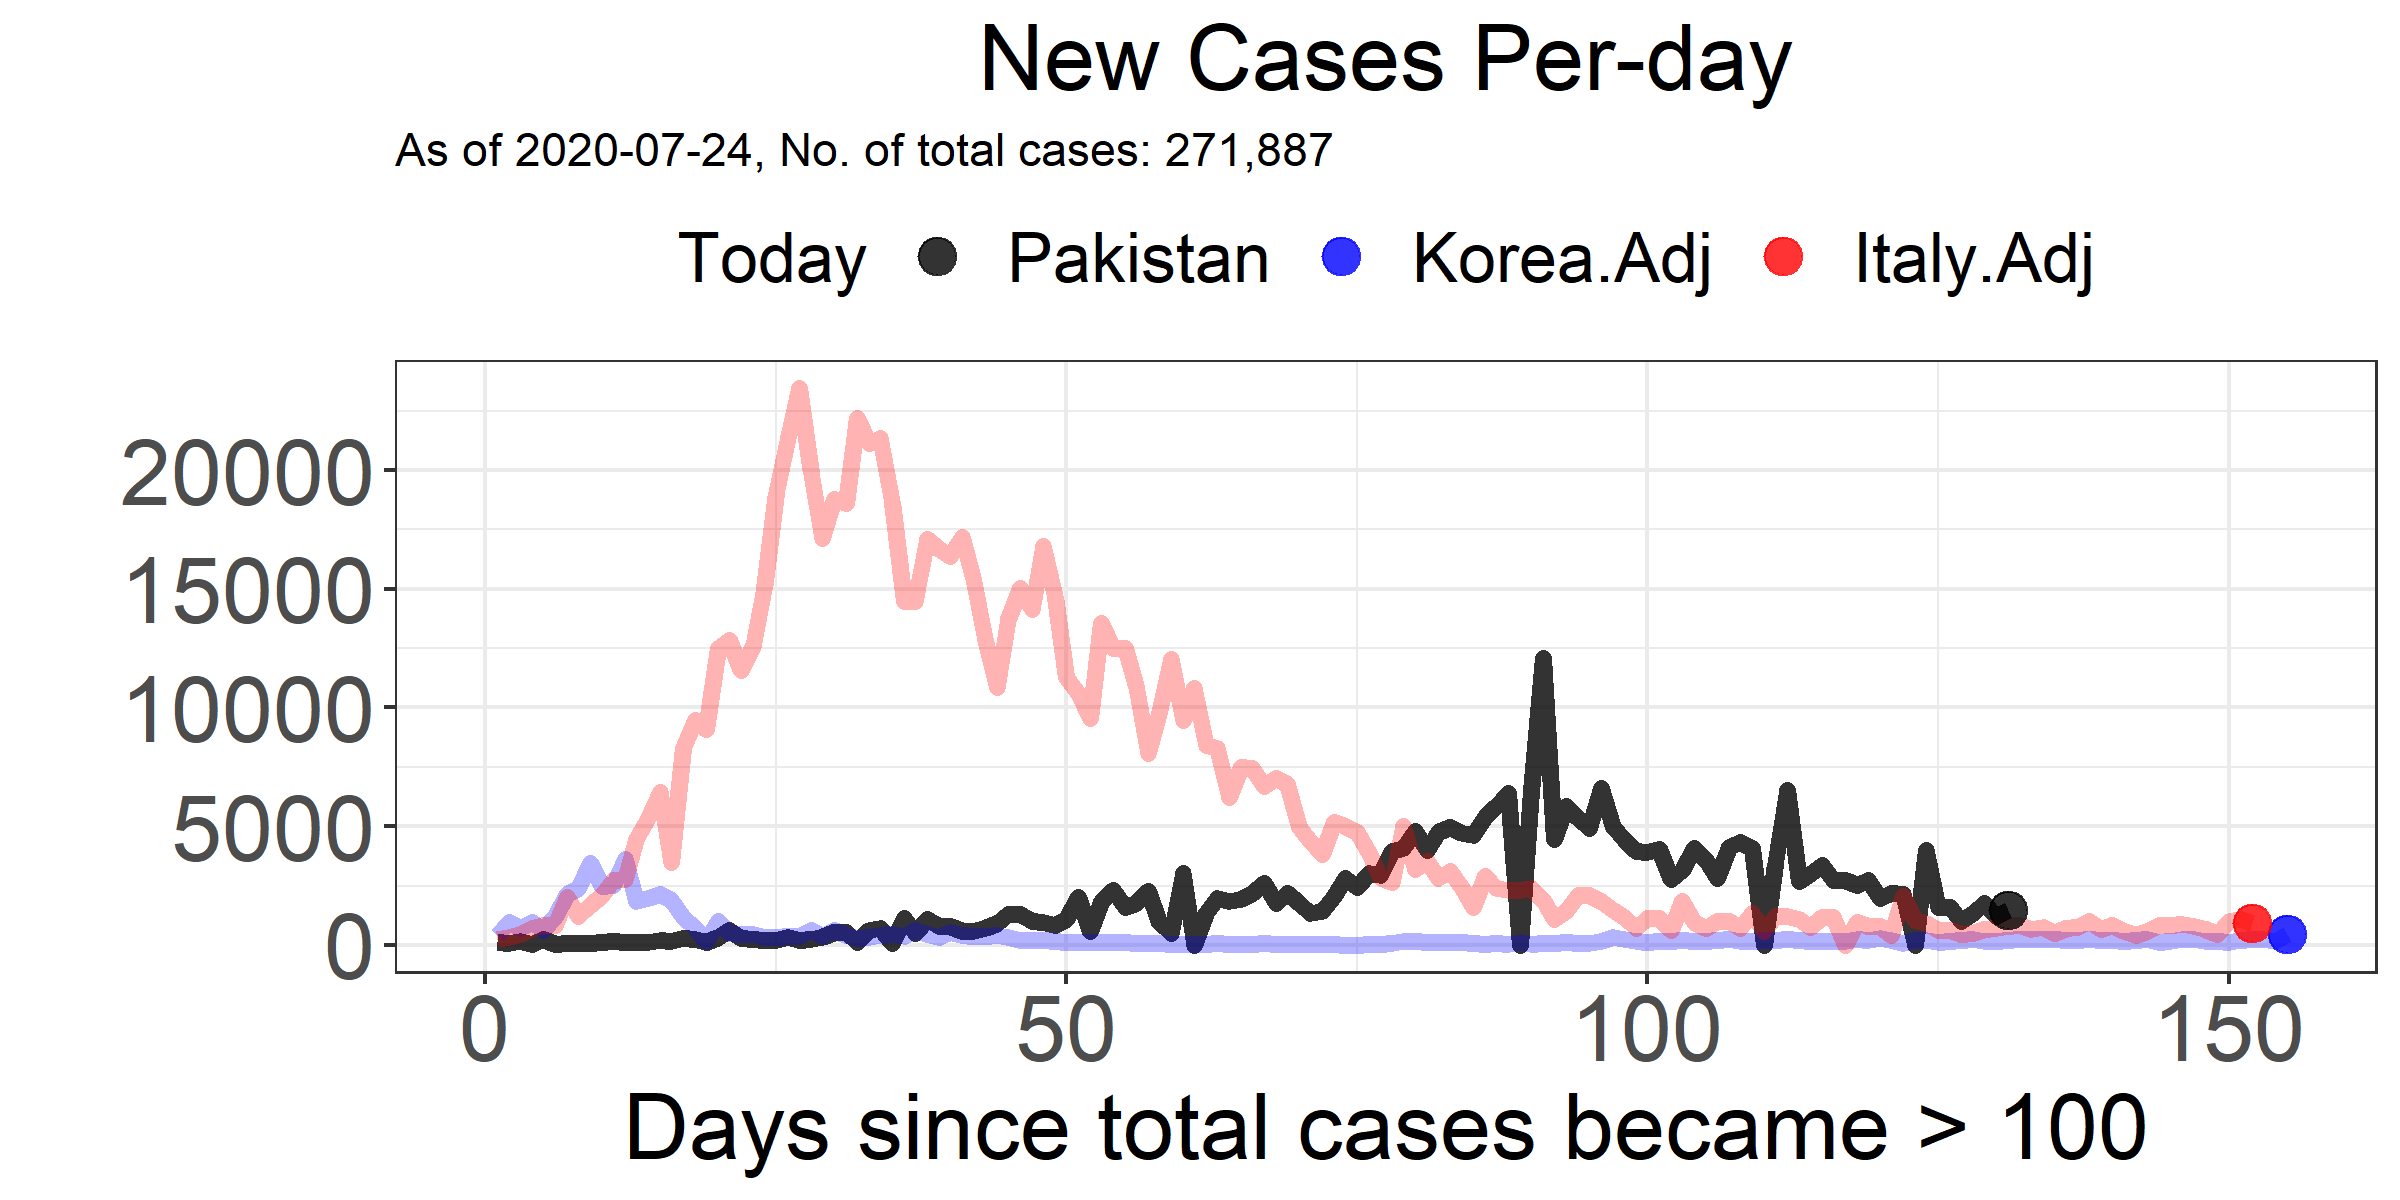 New Cases Per-day
As of 2020-07-24, No. of total cases: 271,887
Today Pakistan Korea.Adj Italy.Adj
20000
15000
10000
5000
0
0 50 100 150
Days since total cases became > 100